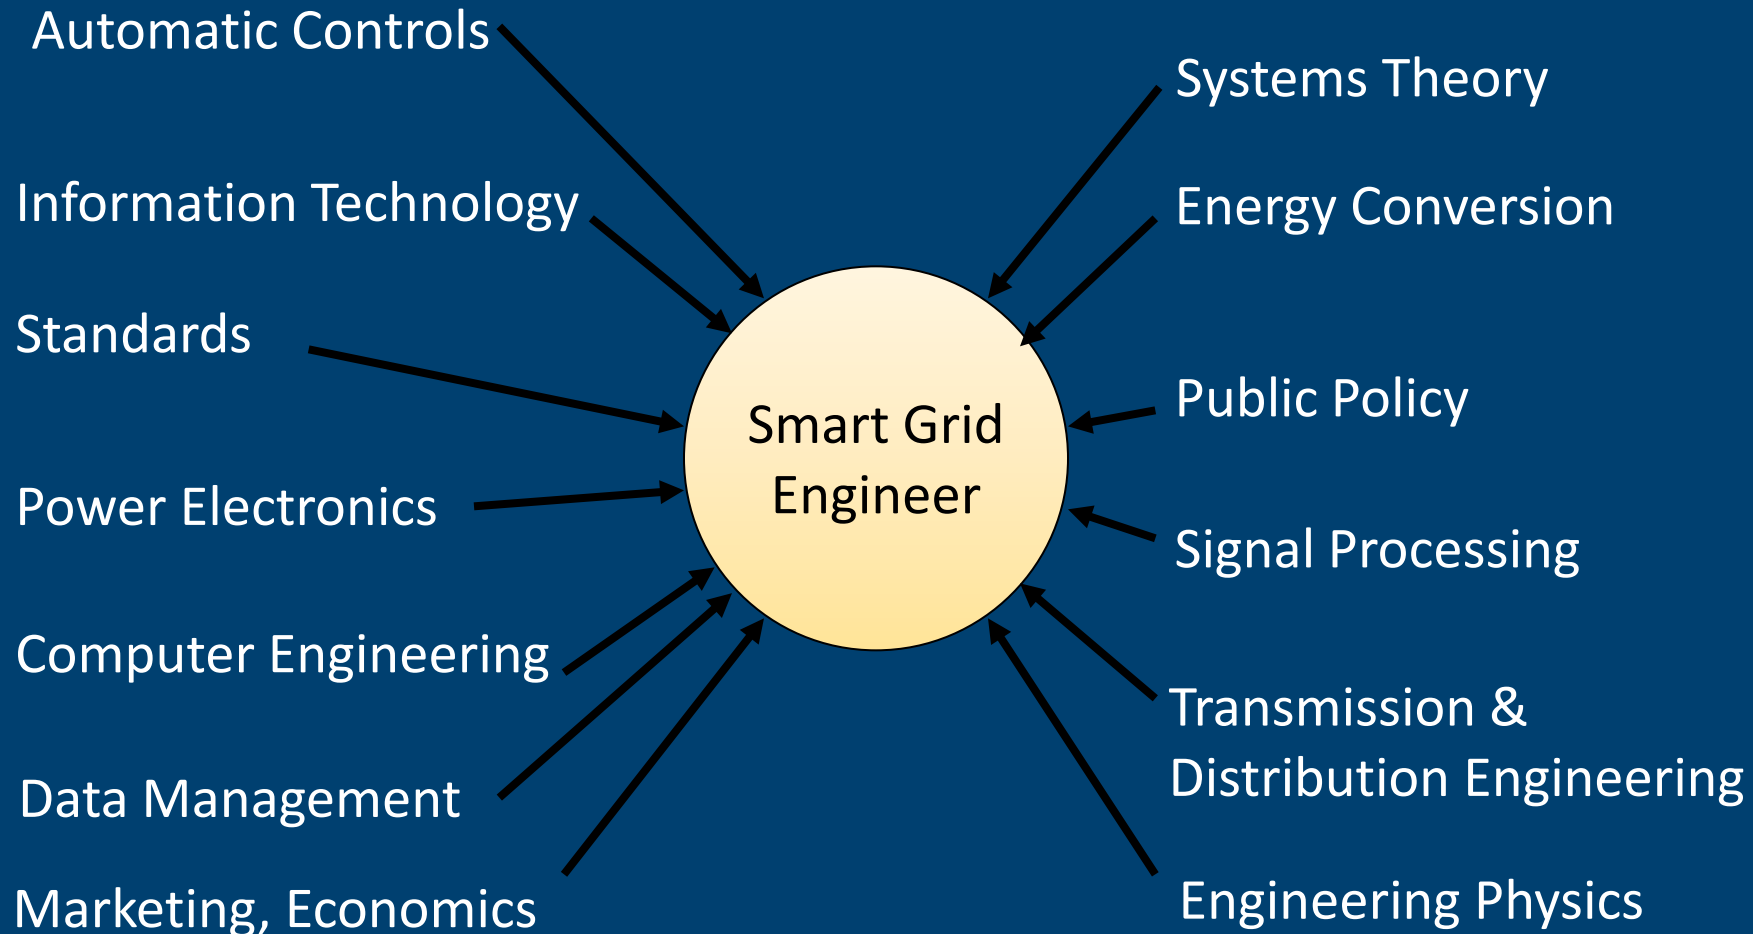 Automatic Controls
Information Technology
Standards
Power Electronics
Computer Engineering
Data Management
Marketing, Economics
Smart Grid
Engineer
Systems Theory
Energy Conversion
Public Policy
Signal Processing
Transmission &
Distribution Engineering
Engineering Physics